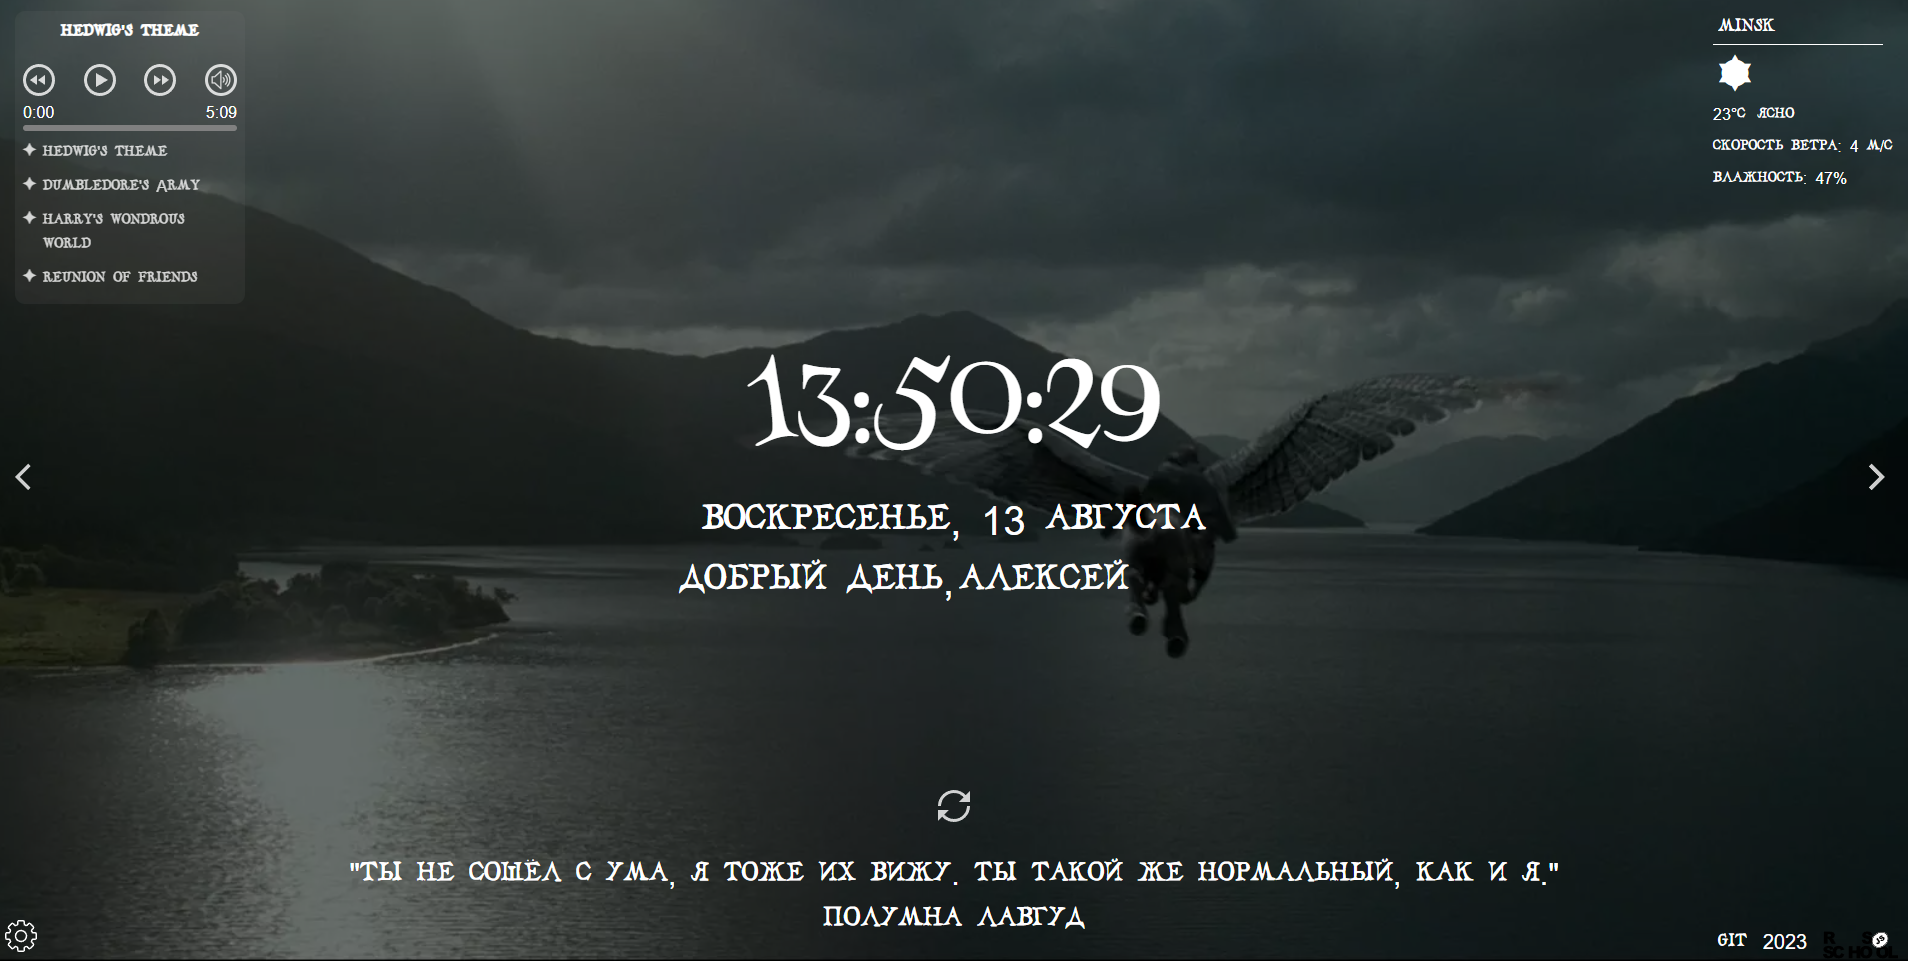 HEDWIG'S THEME
0:00 5:09
HEDWIG'S THEME
DUMBLEDORE'S ARMY
HARRY'S WONDROUS
WORLD
REUNION OF FRIENDS
MINSK
23°C ЯСНО
СКОРОСТЬ ВЕТРА: 4 М/С
ВЛАЖНОСТЬ: 47%
13:50:29
ВОСКРЕСЕНЬЕ, 13 АВГУСТА
ДОБРЫЙ ДЕНЬ, АЛЕКСЕЙ
"ТЫ НЕ СОШЁЛ С УМА, Я ТОЖЕ ИХ ВИЖУ. ТЫ ТАКОЙ ЖЕ НОРМАЛЬНЫЙ, КАК И Я."
ПОЛУМНА ЛАВГУД
GIT 2023 RS
SCHOOL